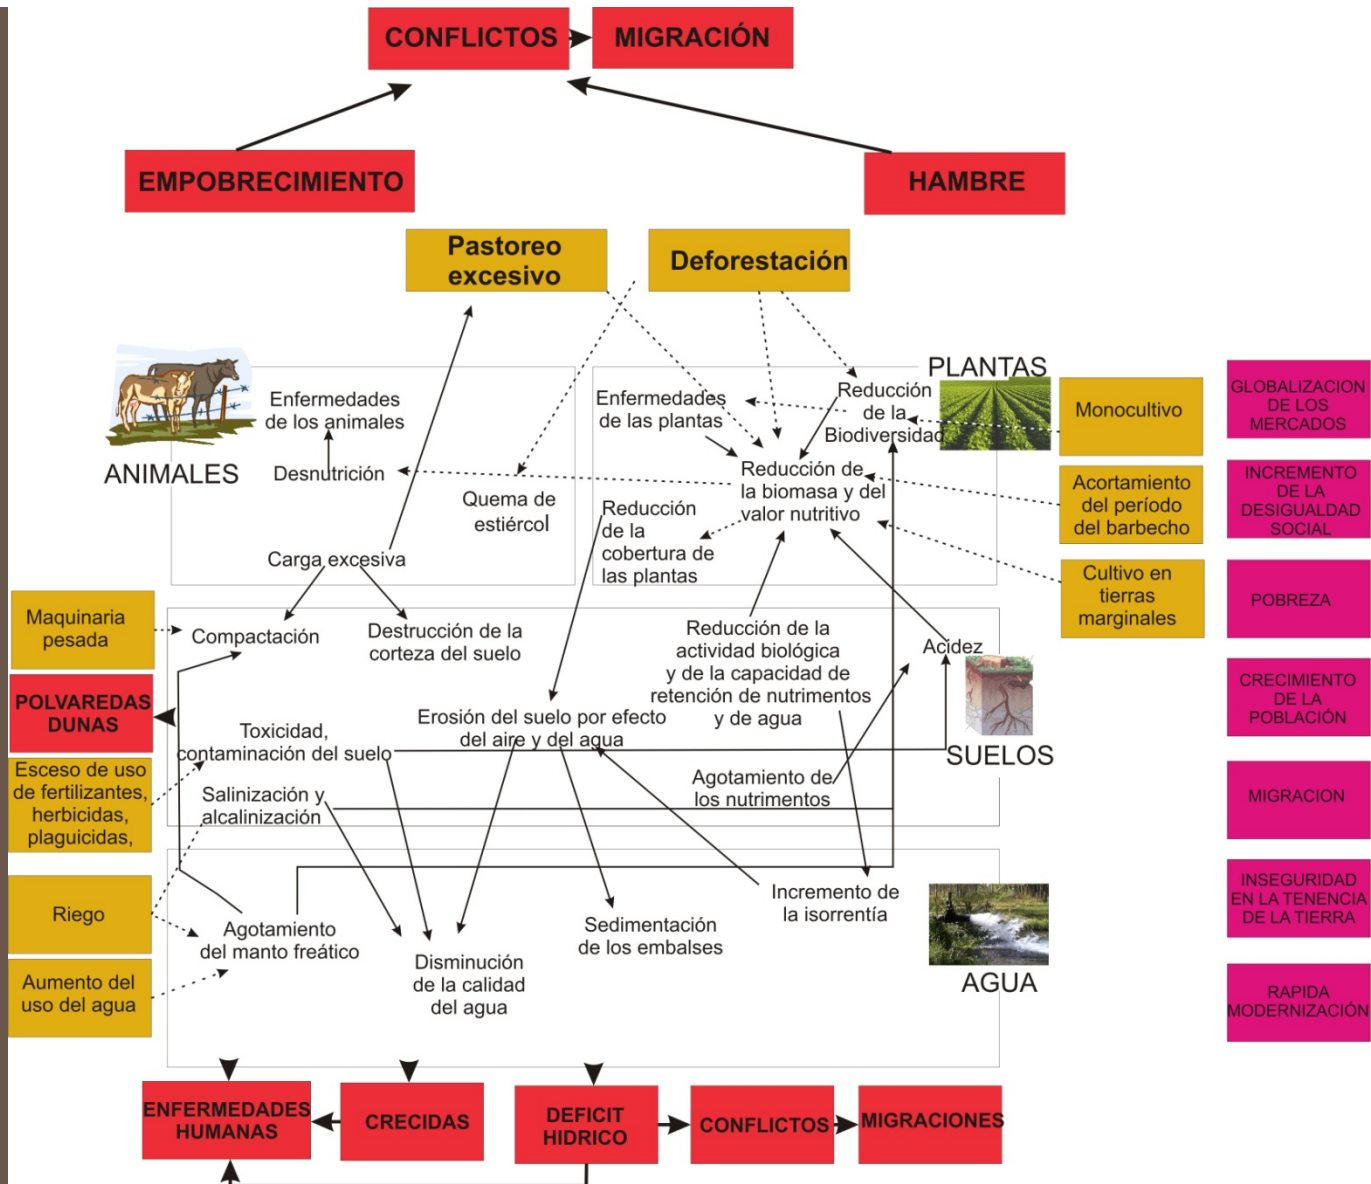 CONFLICTOS
MIGRACIÓN
EMPOBRECIMIENTO
HAMBRE
Pastoreo
excesivo
Deforestación
ANIMALES
Enfermedades
de los animales
Desnutrición
Quema de
estiércol
Carga excesiva
PLANTAS
Enfermedades
de las plantas
Reducción
de la
Biodiversidad
Reducción de
la biomasa y del
valor nutritivo
Reducción
de la
cobertura de
las plantas
Monocultivo
Acortamiento
del período
del barbecho
Cultivo en
tierras
marginales
GLOBALIZACION
DE LOS
MERCADOS
INCREMENTO
DE LA
DESIGUALDAD
SOCIAL
POBREZA
CRECIMIENTO
DE LA
POBLACIÓN
MIGRACION
INSEGURIDAD
EN LA TENENCIA
DE LA TIERRA
RAPIDA
MODERNIZACIÓN
Maquinaria
pesada
POLVAREDAS
DUNAS
Esceso de uso
de fertilizantes,
herbicidas,
plaguicidas,
Riego
Aumento del
uso del agua
Compactación
Destrucción de la
corteza del suelo
Reducción de la
actividad biológica
y de la capacidad de
retención de nutrimentos
y de agua
Acidez
SUELOS
Toxicidad,
contaminación del suelo
Erosión del suelo por efecto
del aire y del agua
Salinización y
alcalinización
Agotamiento de
los nutrimentos
Agotamiento
del manto freático
Disminución
de la calidad
del agua
Sedimentación
de los embalses
Incremento de
la isorrentía
AGUA
ENFERMEDADES
HUMANAS
CRECIDAS
DEFICIT
HIDRICO
CONFLICTOS
MIGRACIONES